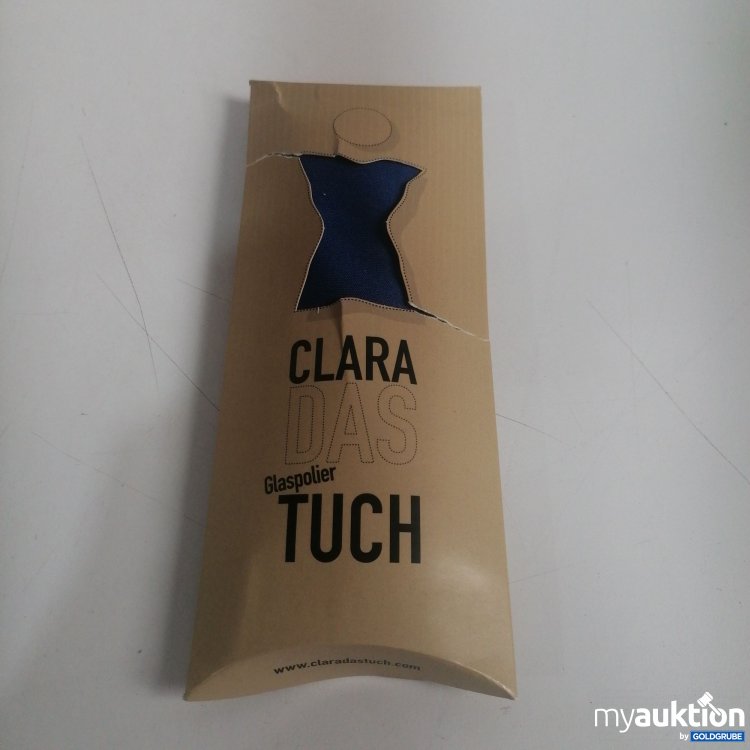 CLARA
DAS
Glaspolier
TUCH
www.claradastuch.com
myauktion
by GOLDGRUBE